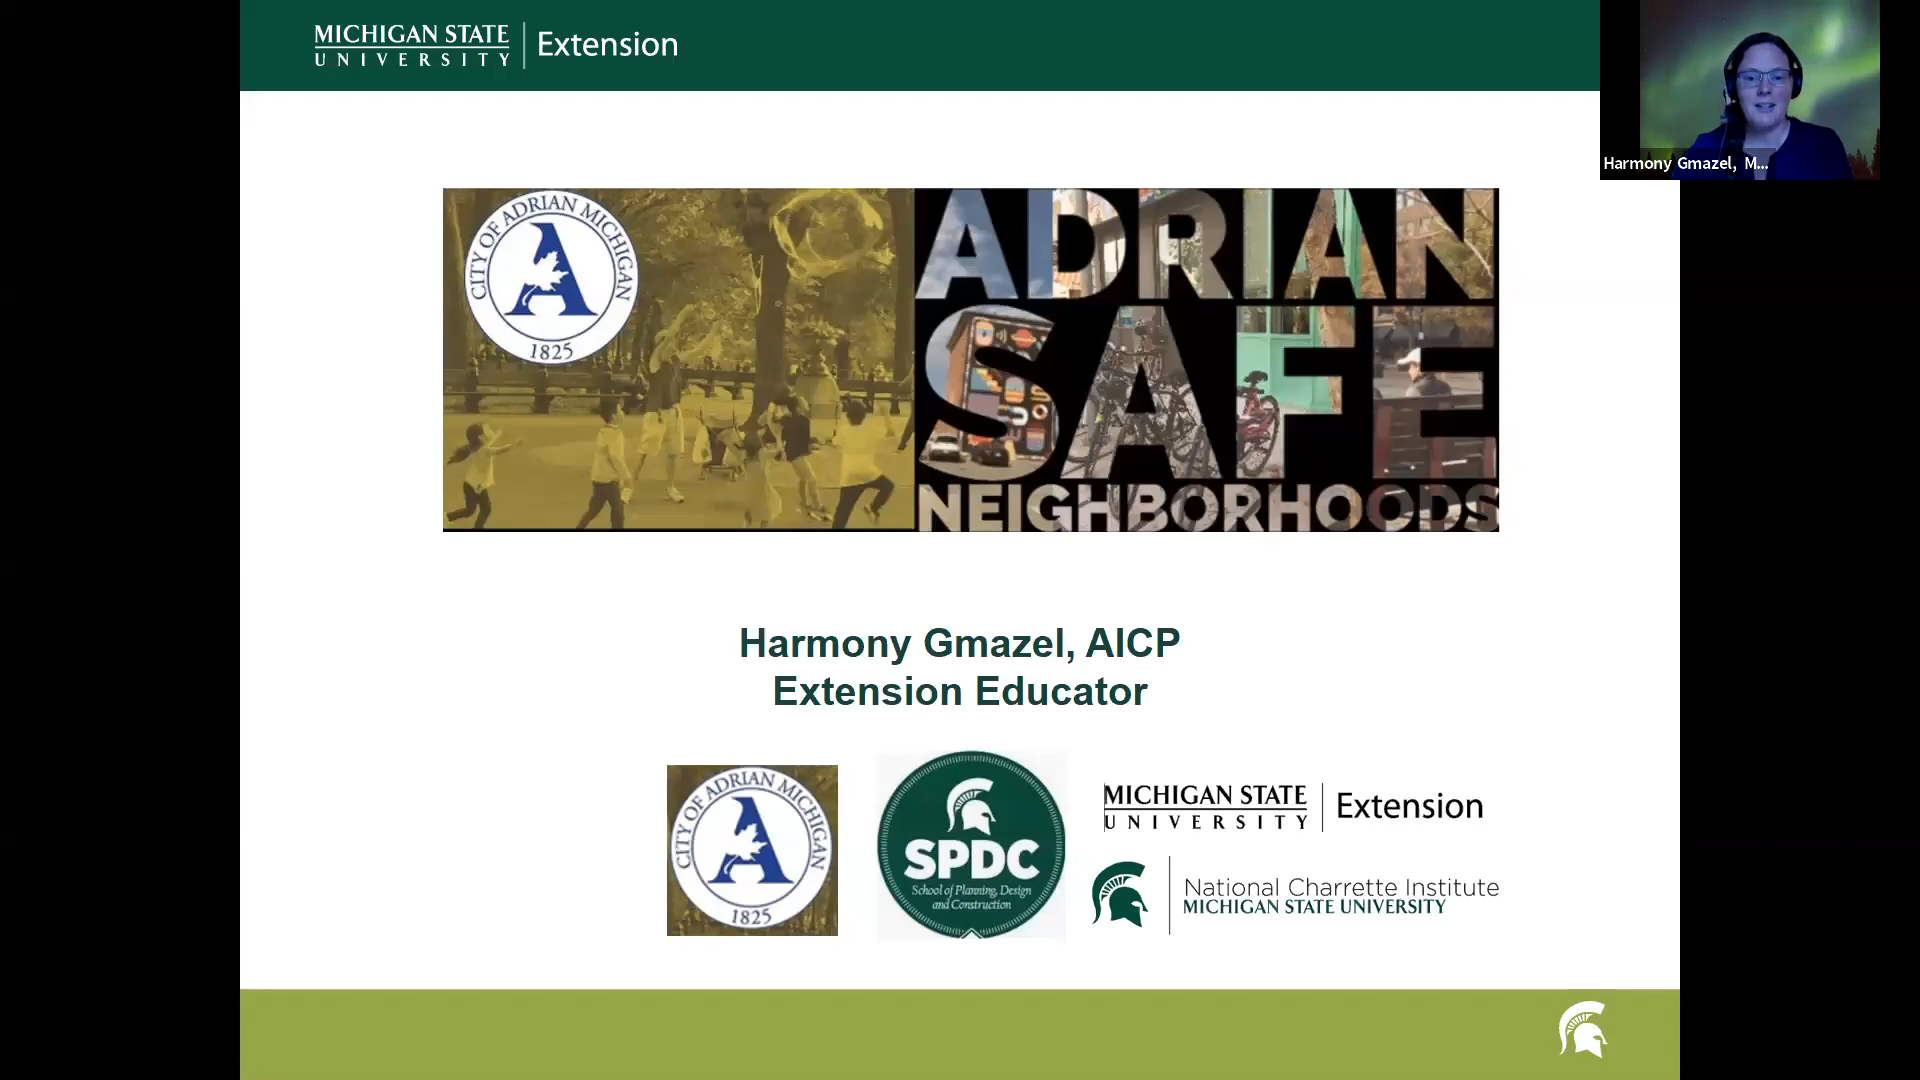 MICHIGAN STATE
UNIVERSITY
Extension
Harmony Gmazel, M...
CITY OF ADRIAN MICHIGAN
A
1825
ADRIAN
SAFE
NEIGHBORHOODS
Harmony Gmazel, AICP
Extension Educator
CITY OF ADRIAN MICHIGAN
A
1825
SPDC
School of Planning, Design
and Construction
MICHIGAN STATE
UNIVERSITY
Extension
National Charrette Institute
MICHIGAN STATE UNIVERSITY